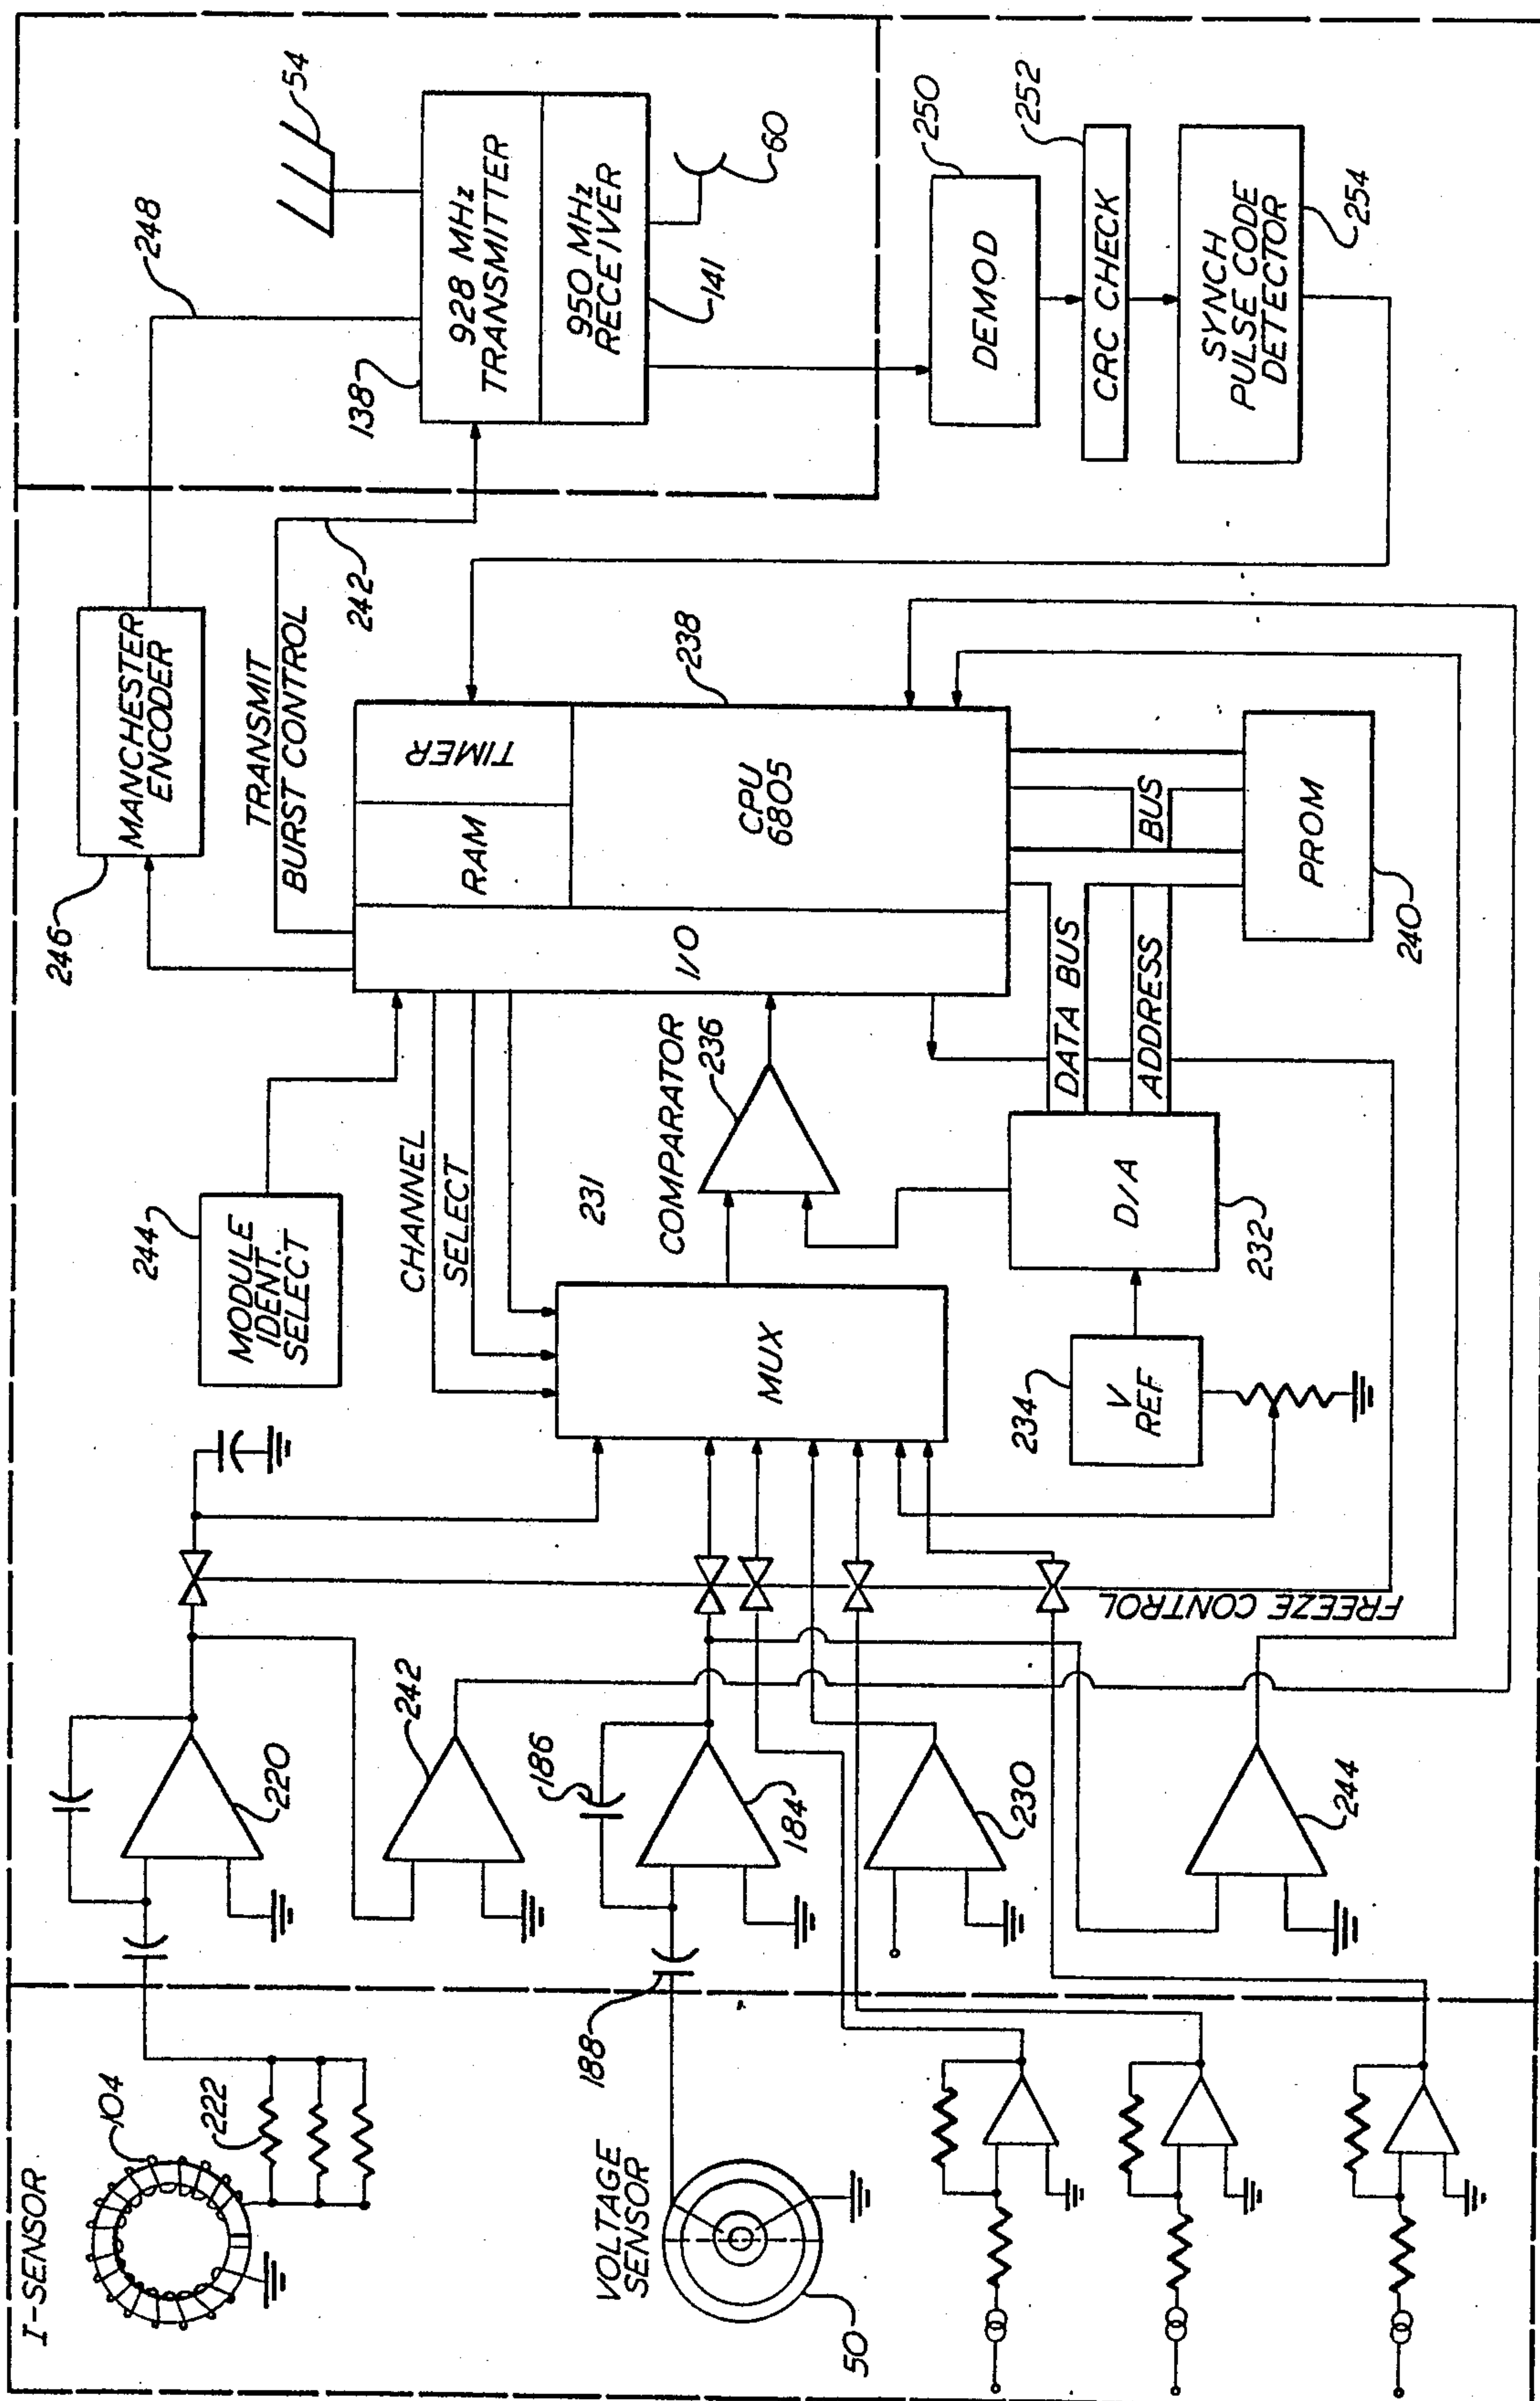 I-SENSOR
104
222
VOLTAGE
SENSOR
50
188
220
242
186
184
230
244
FREEZE CONTROL
244
MODULE
IDENT.
SELECT
CHANNEL
SELECT
231
MUX
COMPARATOR
236
234
V
REF
D/A
232
246
MANCHESTER
ENCODER
TRANSMIT
BURST CONTROL
242
I/O
RAM
TIMER
CPU
6805
238
DATA BUS
ADDRESS
BUS
PROM
240
248
54
138
928 MHz
TRANSMITTER
950 MHz
RECEIVER
141
60
DEMOD
250
CRC CHECK
252
SYNCH
PULSE CODE
DETECTOR
254